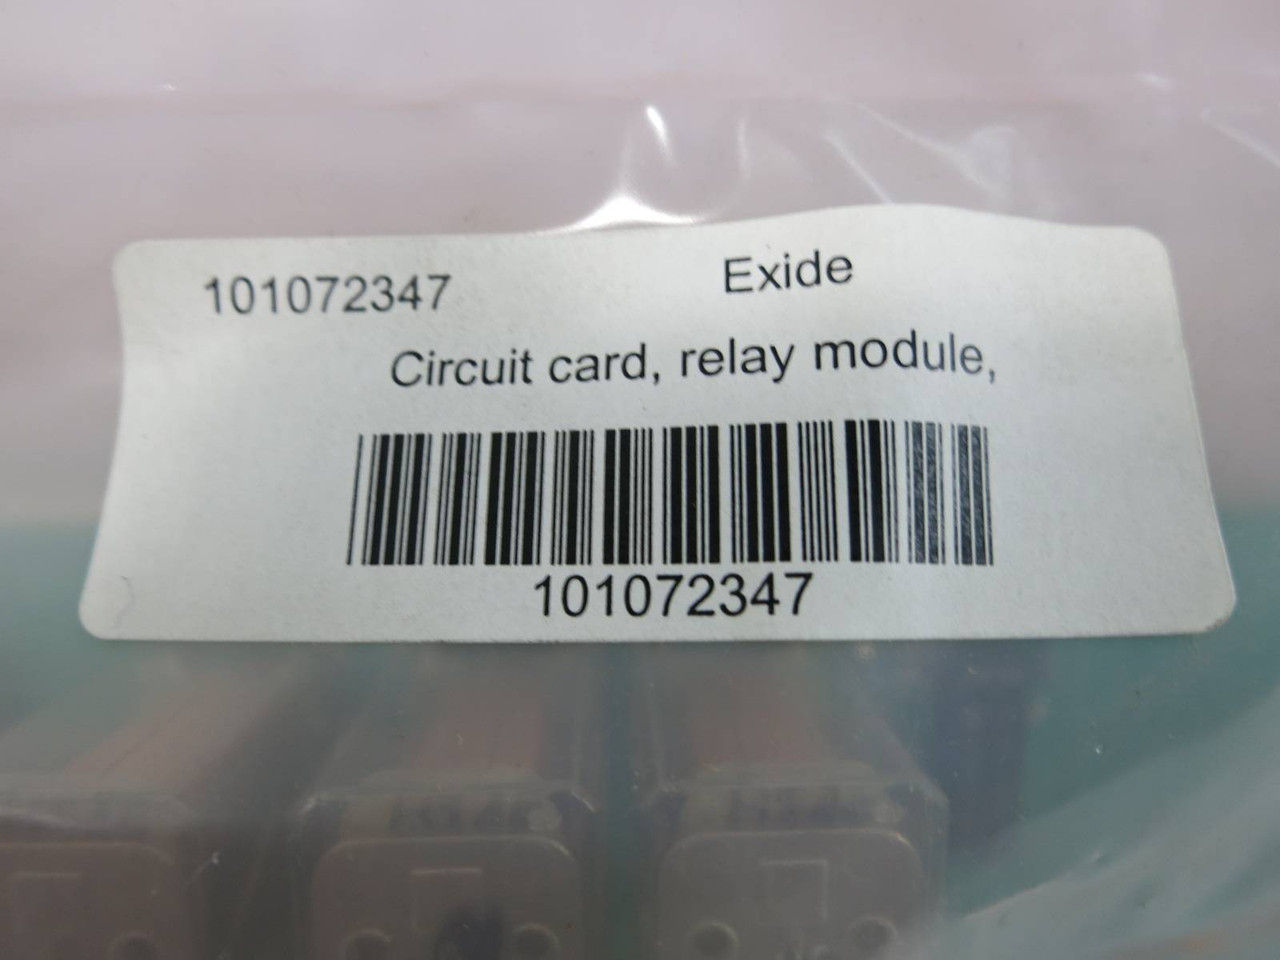 101072347 Exide
Circuit card, relay module,
101072347